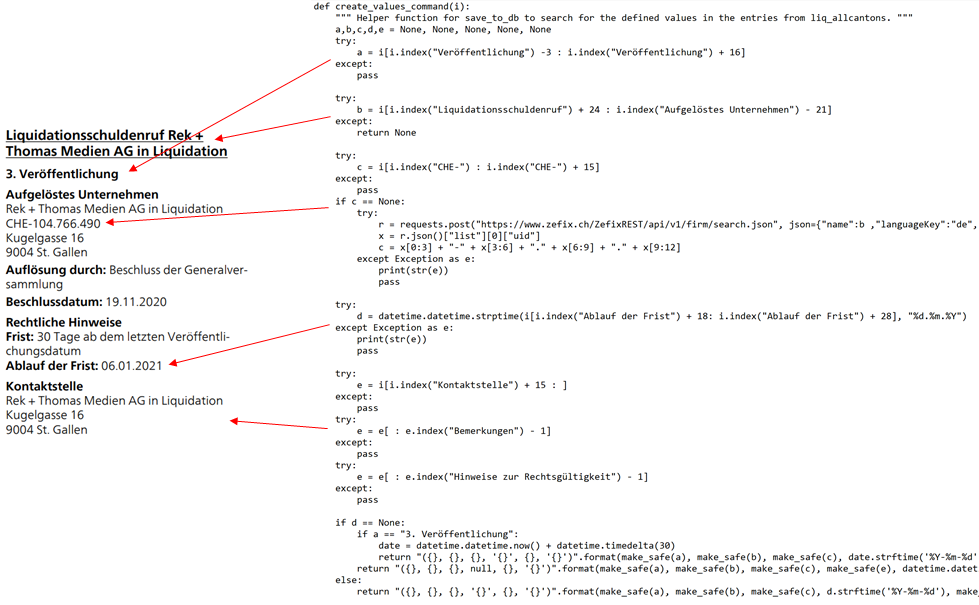 Liquidationsschuldenruf Rek +
Thomas Medien AG in Liquidation
3. Veröffentlichung
Aufgelöstes Unternehmen
Rek + Thomas Medien AG in Liquidation
CHE-104.766.490
Kugelgasse 16
9004 St. Gallen
Auflösung durch: Beschluss der Generalver-
sammlung
Beschlussdatum: 19.11.2020
Rechtliche Hinweise
Frist: 30 Tage ab dem letzten Veröffentli-
chungsdatum
Ablauf der Frist: 06.01.2021
Kontaktstelle
Rek + Thomas Medien AG in Liquidation
Kugelgasse 16
9004 St. Gallen
def create_values_command(i):
    """ Helper function for save_to_db to search for the defined values in the entries from liq_allcantons. """
    a,b,c,d,e = None, None, None, None, None
    try:
        a = i[i.index("Veröffentlichung") -3 : i.index("Veröffentlichung") + 16]
    except:
        pass
    try:
        b = i[i.index("Liquidationsschuldenruf") + 24 : i.index("Aufgelöstes Unternehmen") - 21]
    except:
        return None
    try:
        c = i[i.index("CHE-") : i.index("CHE-") + 15]
    except:
        pass
    if c == None:
        try:
            r = requests.post("https://www.zefix.ch/ZefixREST/api/v1/firm/search.json", json={"name":b ,"languageKey":"de",
            x = r.json()["list"][0]["uid"]
            c = x[0:3] + "-" + x[3:6] + "." + x[6:9] + "." + x[9:12]
        except Exception as e:
            print(str(e))
            pass
    try:
        d = datetime.datetime.strptime(i[i.index("Ablauf der Frist") + 18: i.index("Ablauf der Frist") + 28], "%d.%m.%Y")
    except Exception as e:
        print(str(e))
        pass
    try:
        e = i[i.index("Kontaktstelle") + 15 : ]
    except:
        pass
    try:
        e = e[ : e.index("Bemerkungen") - 1]
    except:
        pass
    try:
        e = e[ : e.index("Hinweise zur Rechtsgültigkeit") - 1]
    except:
        pass
    if d == None:
        if a == "3. Veröffentlichung":
            date = datetime.datetime.now() + datetime.timedelta(30)
            return "({}, {}, {}, '{}', {}, '{}')".format(make_safe(a), make_safe(b), make_safe(c), date.strftime('%Y-%m-%d'
        return "({}, {}, {}, null, {}, '{}')".format(make_safe(a), make_safe(b), make_safe(c), make_safe(e), datetime.datet
    else:
        return "({}, {}, {}, '{}', {}, '{}')".format(make_safe(a), make_safe(b), make_safe(c), d.strftime('%Y-%m-%d'), mak